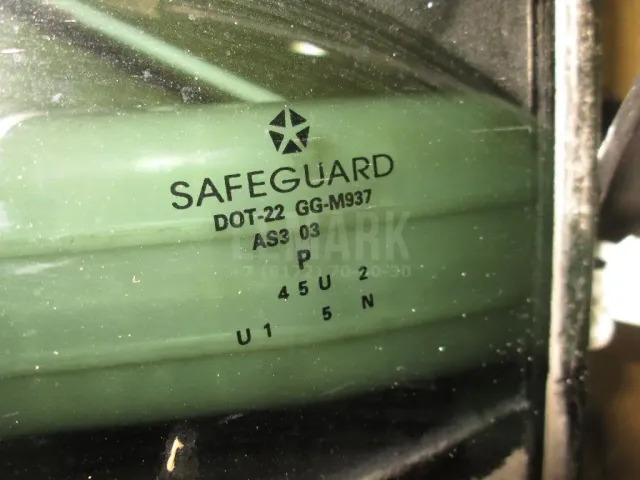 SAFEGUARD
DOT-22 GG-M937
AS3 03
P
4 5 U 2
U 1 5 N